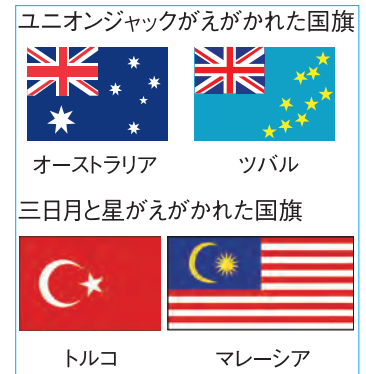 ユニオンジャックがえがかれた国旗
オーストラリア ツバル
三日月と星がえがかれた国旗
トルコ マレーシア